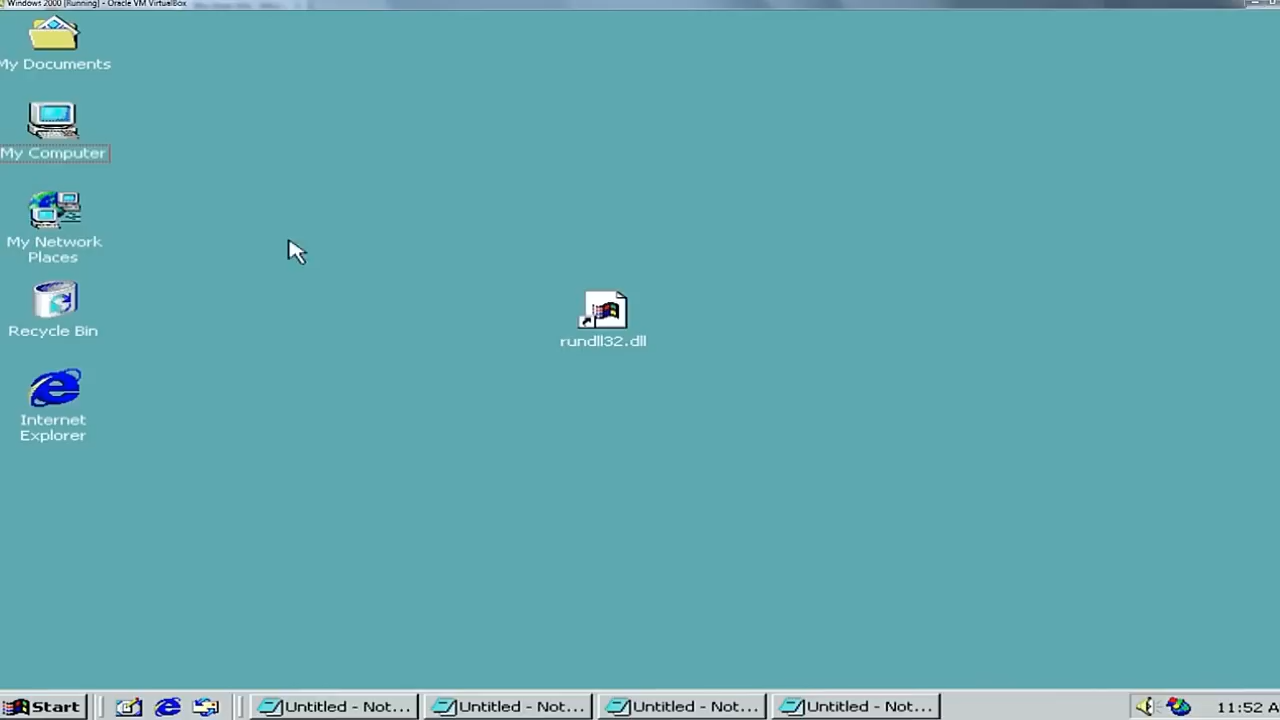 Windows 2000 [Running] - Oracle VM VirtualBox
My Documents
My Computer
My Network
Places
Recycle Bin
Internet
Explorer
rundll32.dll
Start
Untitled - Not...
Untitled - Not...
Untitled - Not...
Untitled - Not...
11:52 A